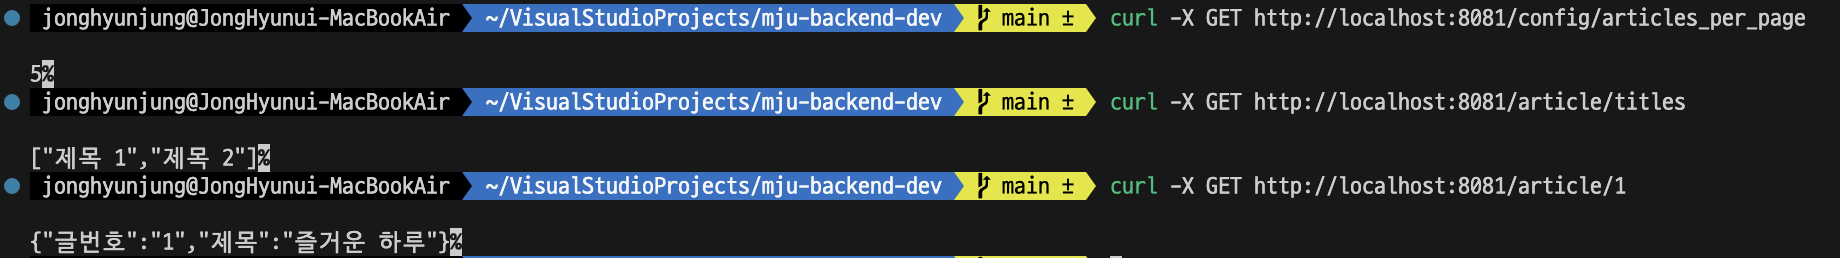 jonghyunjung@JongHyunui-MacBookAir ~/VisualStudioProjects/mju-backend-dev main ± curl -X GET http://localhost:8081/config/articles_per_page
5%
jonghyunjung@JongHyunui-MacBookAir ~/VisualStudioProjects/mju-backend-dev main ± curl -X GET http://localhost:8081/article/titles
["제목 1","제목 2"]%
jonghyunjung@JongHyunui-MacBookAir ~/VisualStudioProjects/mju-backend-dev main ± curl -X GET http://localhost:8081/article/1
{"글번호":"1","제목":"즐거운 하루"}%